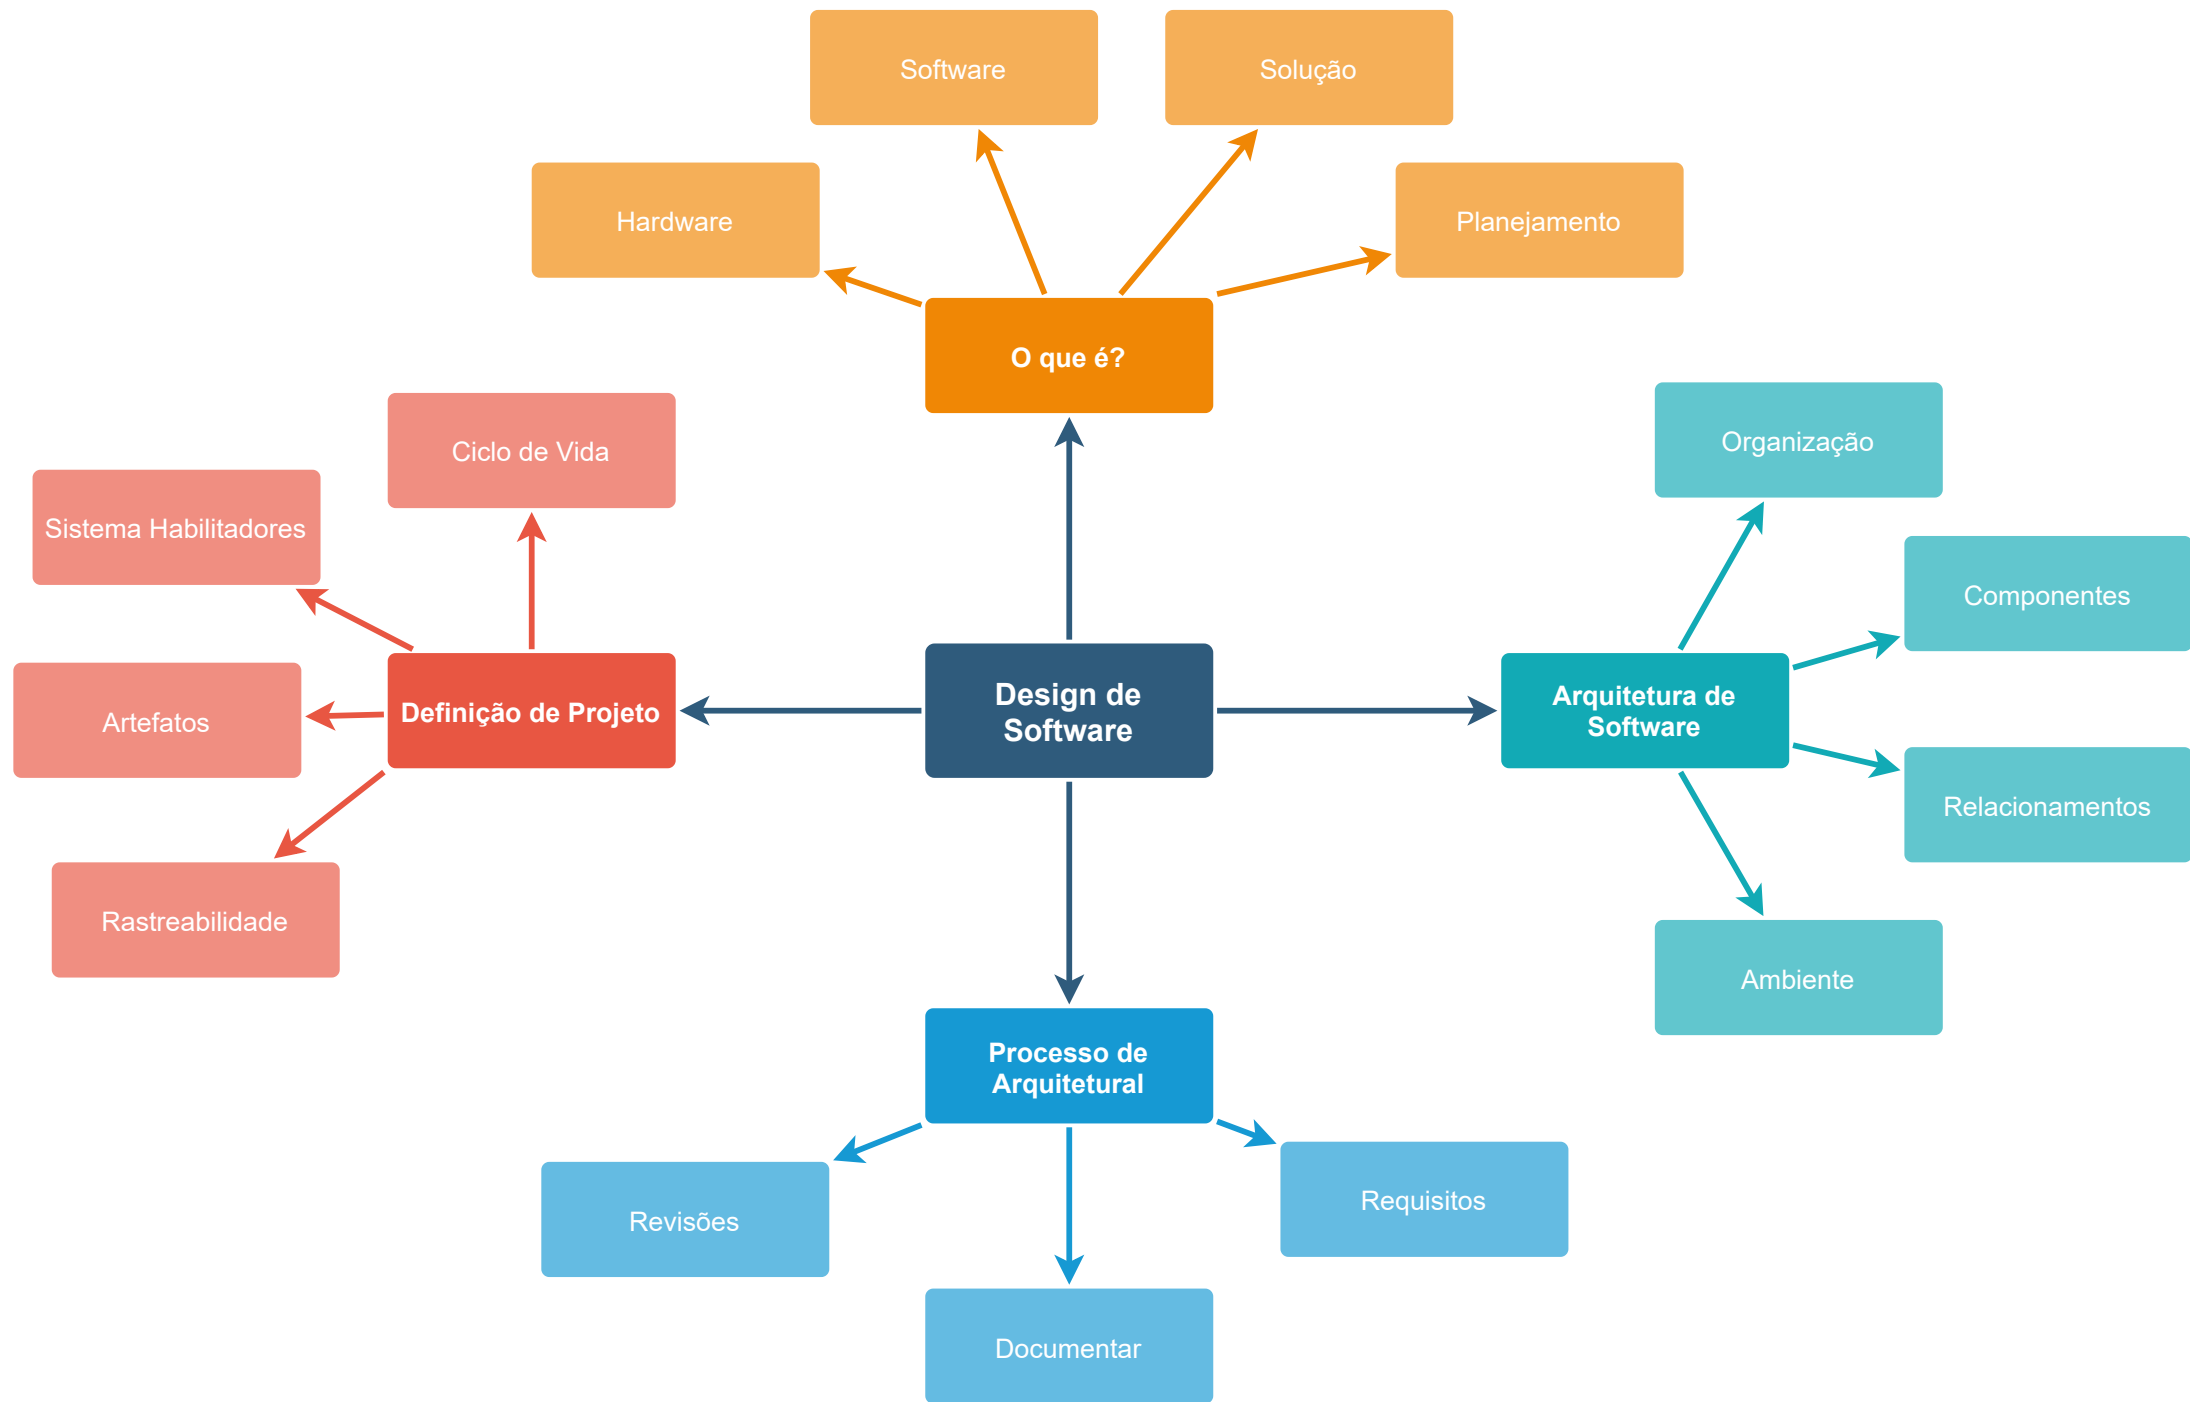 Software
Solução
Hardware
Planejamento
O que é?
Ciclo de Vida
Organização
Sistema Habilitadores
Componentes
Design de
Software
Definição de Projeto
Arquitetura de
Software
Artefatos
Relacionamentos
Rastreabilidade
Ambiente
Processo de
Arquitetural
Revisões
Requisitos
Documentar